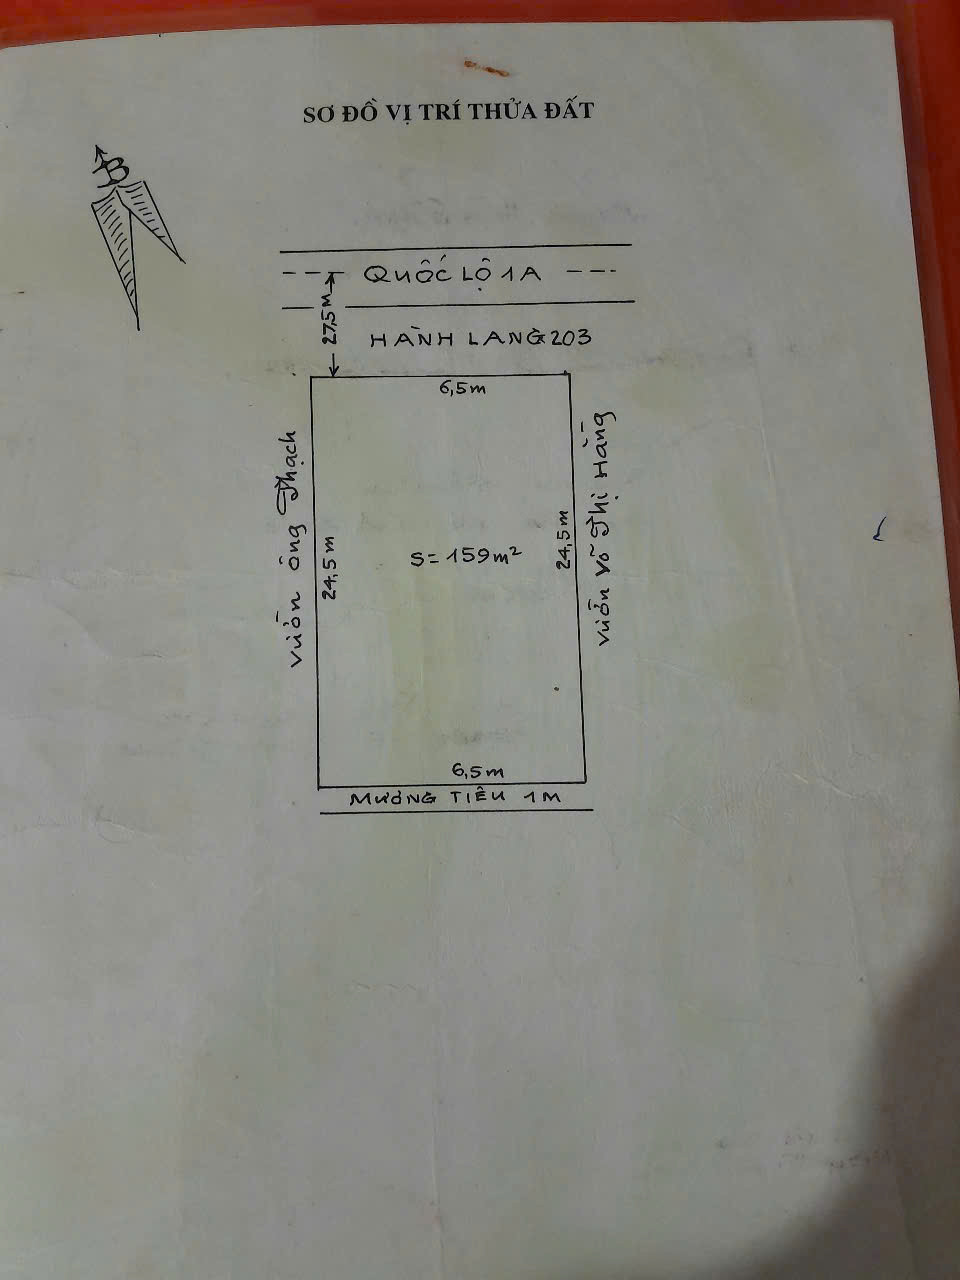 SƠ ĐỒ VỊ TRÍ THỬA ĐẤT
B
QUỐC LỘ 1A
27,5m
HÀNH LANG 203
6,5m
Vườn ông Thạch
24,5m
S= 159m²
24,5m
Vườn Võ Thị Hằng
6,5m
MƯƠNG TIÊU 1M